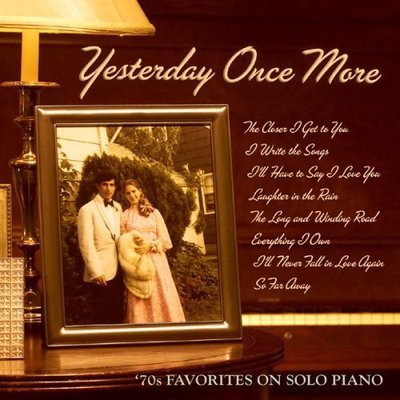 Yesterday Once More
The Closer I Get to You
I Write the Songs
I'll Have to Say I Love You
Laughter in the Rain
The Long and Winding Road
Everything I Own
I'll Never Fall in Love Again
So Far Away
'70s FAVORITES ON SOLO PIANO